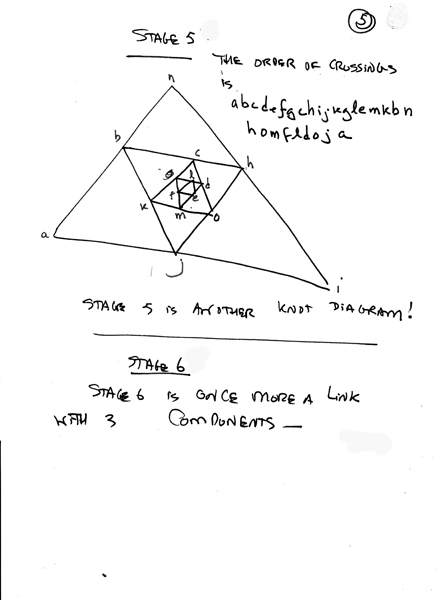 5
STAGE 5
THE ORDER OF CROSSINGS
IS
abcdefgchijkglemkbn
homfldoja
n
b
c
h
g
l
d
f
e
k
m
o
a
j
i
STAGE 5 IS ANOTHER KNOT DIAGRAM!
STAGE 6
STAGE 6 IS ONCE MORE A LINK
WITH 3 COMPONENTS